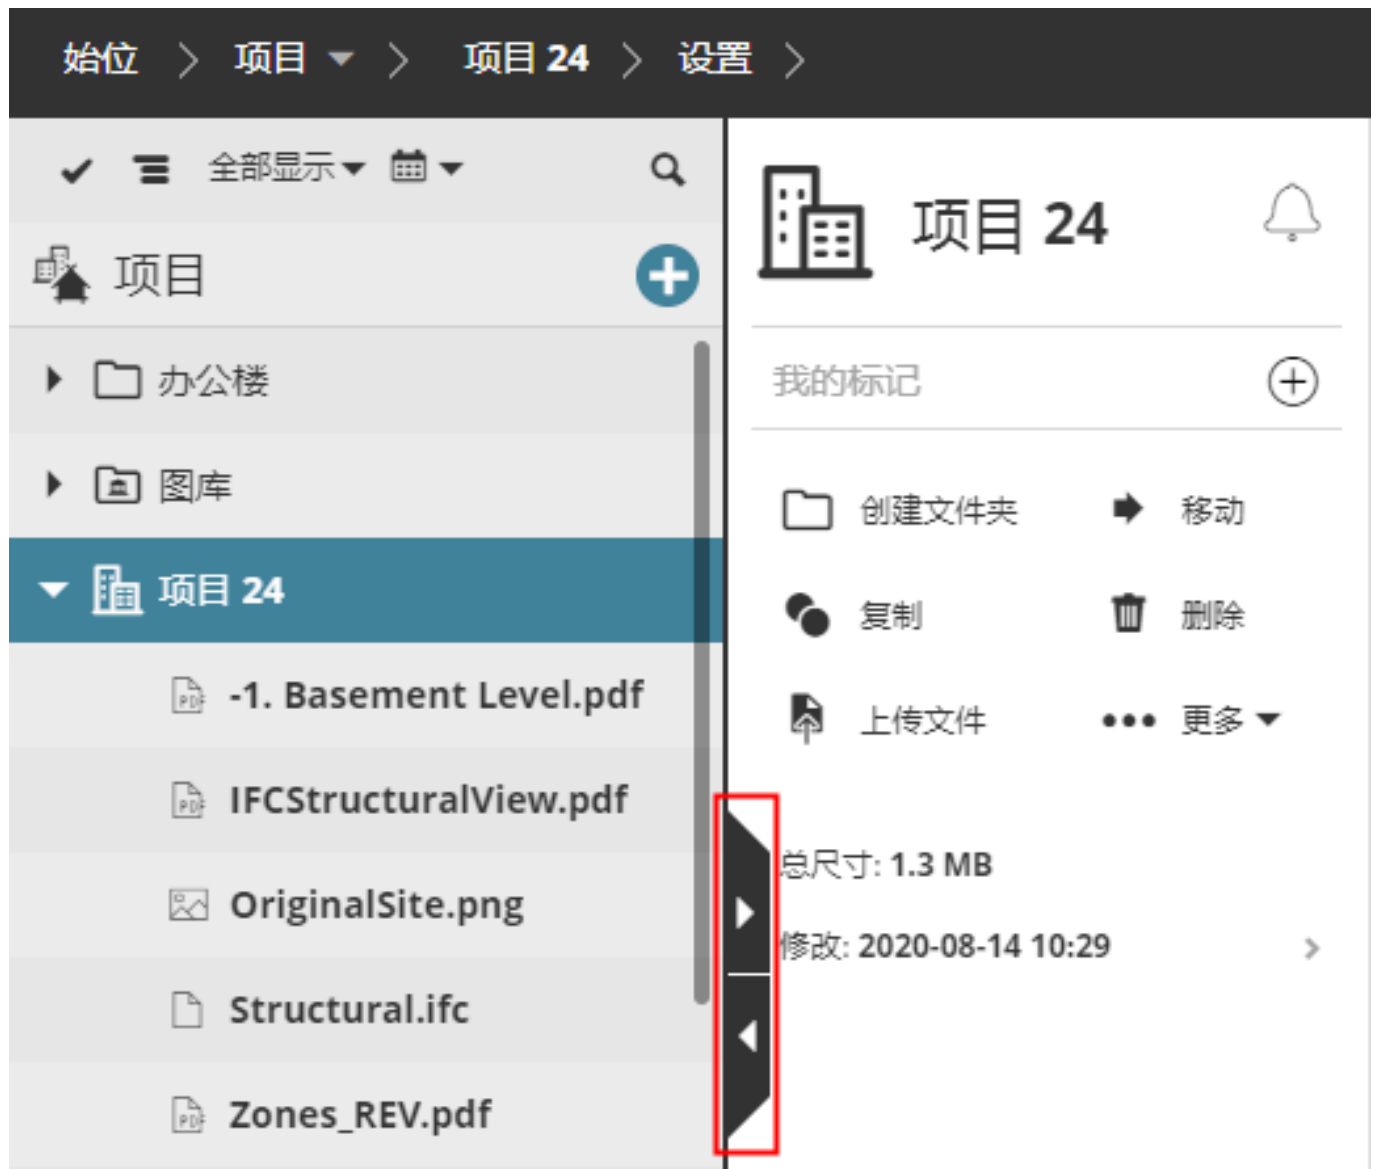 始位 项目 项目 24 设置
全部显示
项目
办公楼
图库
项目 24
-1. Basement Level.pdf
IFCStructuralView.pdf
OriginalSite.png
Structural.ifc
Zones_REV.pdf
项目 24
我的标记
创建文件夹 移动
复制 删除
上传文件 更多
总尺寸: 1.3 MB
修改: 2020-08-14 10:29